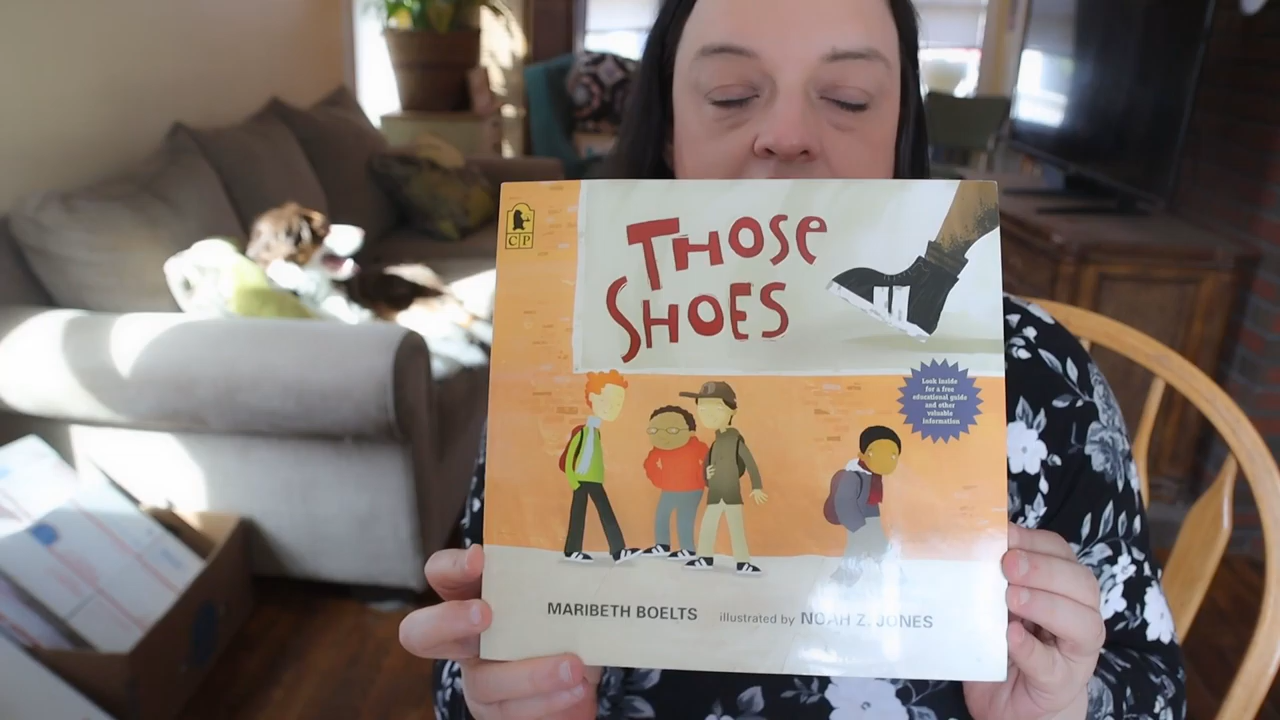 CP
THOSE
SHOES
Look inside
for a free
educational guide
and other
valuable
information
MARIBETH BOELTS illustrated by NOAH Z. JONES